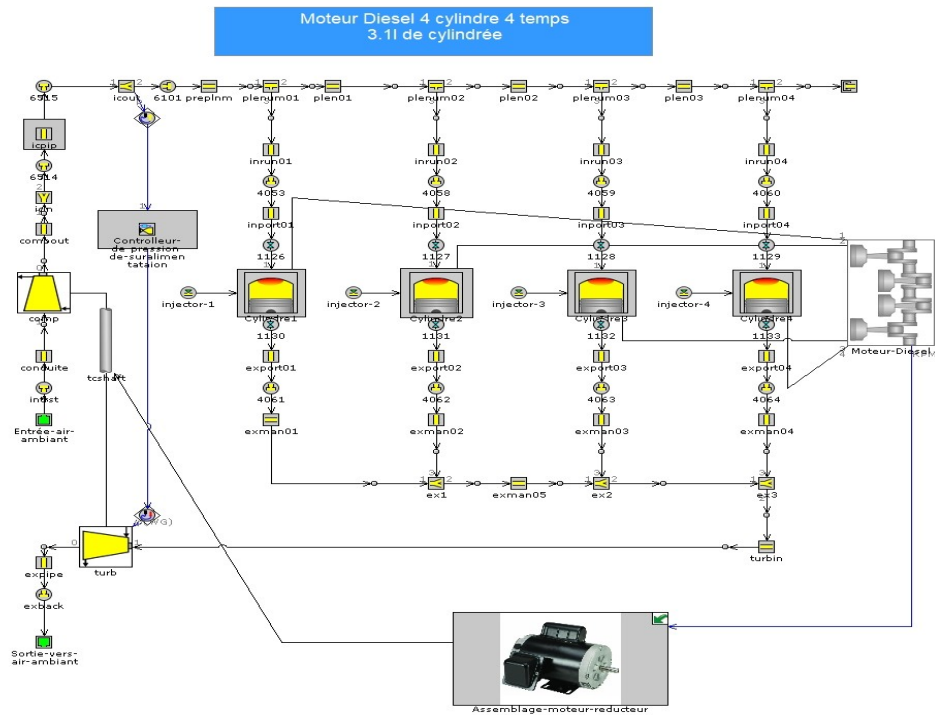 Moteur Diesel 4 cylindre 4 temps
3.1l de cylindrée
6515 icout 6101 preplnm plenum01 plen01 plenum02 plen02 plenum03 plen03 plenum04
icpip
6514
compout
inrun01 inrun02 inrun03 inrun04
4053 4058 4059 4060
inport01 inport02 inport03 inport04
Controlleur-
de-pression
de-suralimen
tataion
1126 1127 1128 1129
injector-1 injector-2 injector-3 injector-4
Cylindre1 Cylindre2 Cylindre3 Cylindre4
comp
1130 1131 1132 1133
Moteur-Diesel
RPM
conduite
tcshaft
export01 export02 export03 export04
4061 4062 4063 4064
Entrée-air-
ambiant
exman01 exman02 exman03 exman04
ex1 exman05 ex2 ex3
turb
turbin
expipe
exback
Sortie-vers-
air-ambiant
Assemblage-moteur-reducteur